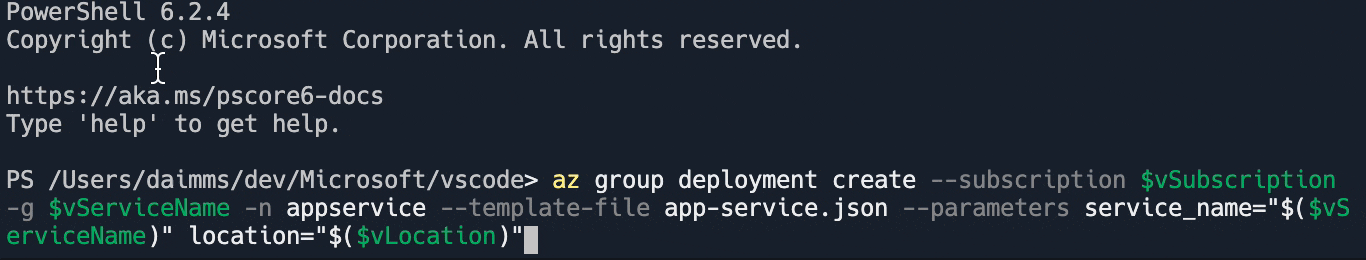 PowerShell 6.2.4
Copyright (c) Microsoft Corporation. All rights reserved.
https://aka.ms/pscore6-docs
Type 'help' to get help.
PS /Users/daimms/dev/Microsoft/vscode> az group deployment create --subscription $vSubscription
-g $vServiceName -n appservice --template-file app-service.json --parameters service_name="$($vS
erviceName)" location="$($vLocation)"